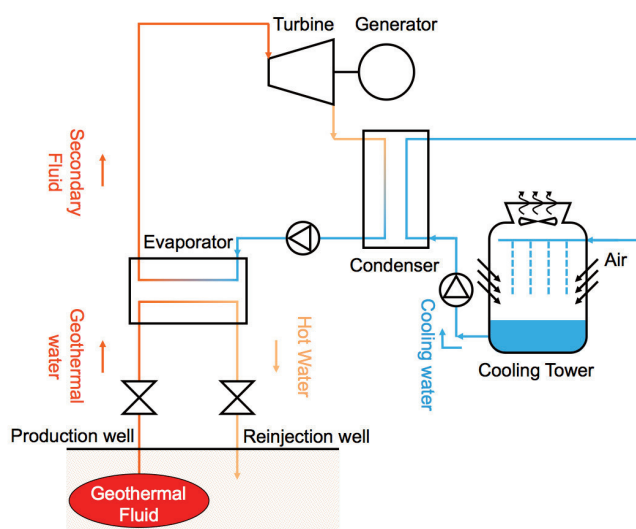 Turbine
Generator
Secondary
Fluid
Evaporator
Condenser
Air
Geothermal
water
Hot Water
Cooling water
Cooling Tower
Production well
Reinjection well
Geothermal
Fluid